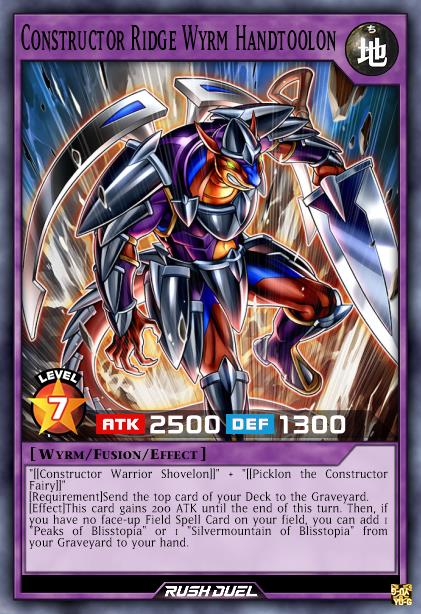 Constructor Ridge Wyrm Handtoolon
ち
地
LEVEL
7
ATK 2500 DEF 1300
[ Wyrm/Fusion/Effect ]
"[[Constructor Warrior Shovelon]]" + "[[Picklon the Constructor
Fairy]]"
[Requirement]Send the top card of your Deck to the Graveyard.
[Effect]This card gains 200 ATK until the end of this turn. Then, if
you have no face-up Field Spell Card on your field, you can add 1
"Peaks of Blisstopia" or 1 "Silvermountain of Blisstopia" from
your Graveyard to your hand.
RUSH DUEL